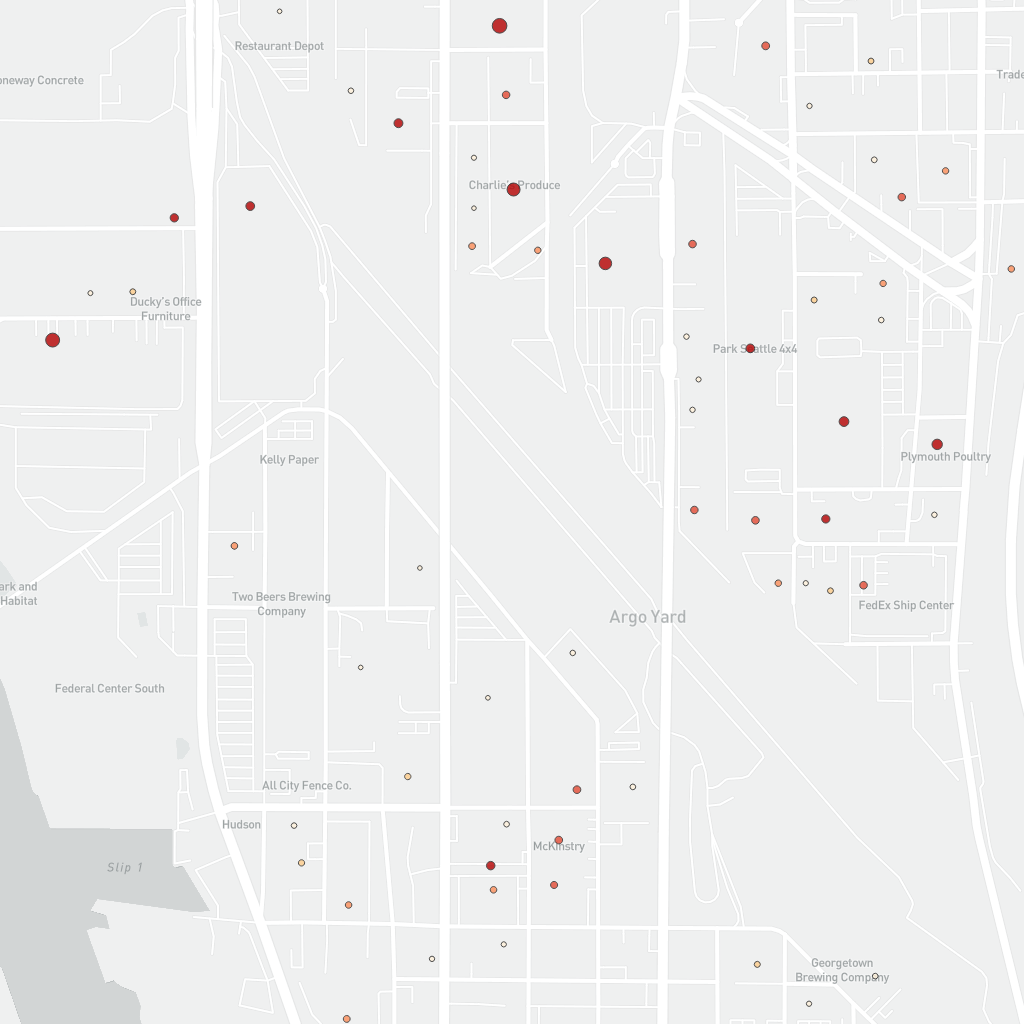 Restaurant Depot
oneway Concrete
Trade
Charlie's Produce
Ducky's Office
Furniture
Park Seattle 4x4
Kelly Paper
Plymouth Poultry
ark and
Habitat
Two Beers Brewing
Company
FedEx Ship Center
Argo Yard
Federal Center South
All City Fence Co.
Hudson
McKinstry
Slip 1
Georgetown
Brewing Company